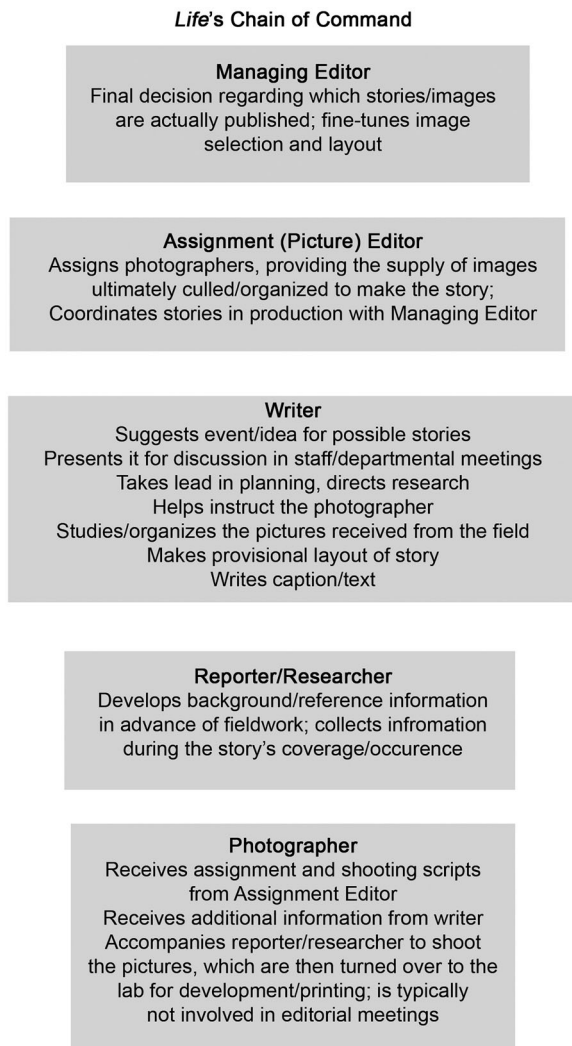 Life's Chain of Command
Managing Editor
Final decision regarding which stories/images
are actually published; fine-tunes image
selection and layout
Assignment (Picture) Editor
Assigns photographers, providing the supply of images
ultimately culled/organized to make the story;
Coordinates stories in production with Managing Editor
Writer
Suggests event/idea for possible stories
Presents it for discussion in staff/departmental meetings
Takes lead in planning, directs research
Helps instruct the photographer
Studies/organizes the pictures received from the field
Makes provisional layout of story
Writes caption/text
Reporter/Researcher
Develops background/reference information
in advance of fieldwork; collects infromation
during the story's coverage/occurence
Photographer
Receives assignment and shooting scripts
from Assignment Editor
Receives additional information from writer
Accompanies reporter/researcher to shoot
the pictures, which are then turned over to the
lab for development/printing; is typically
not involved in editorial meetings